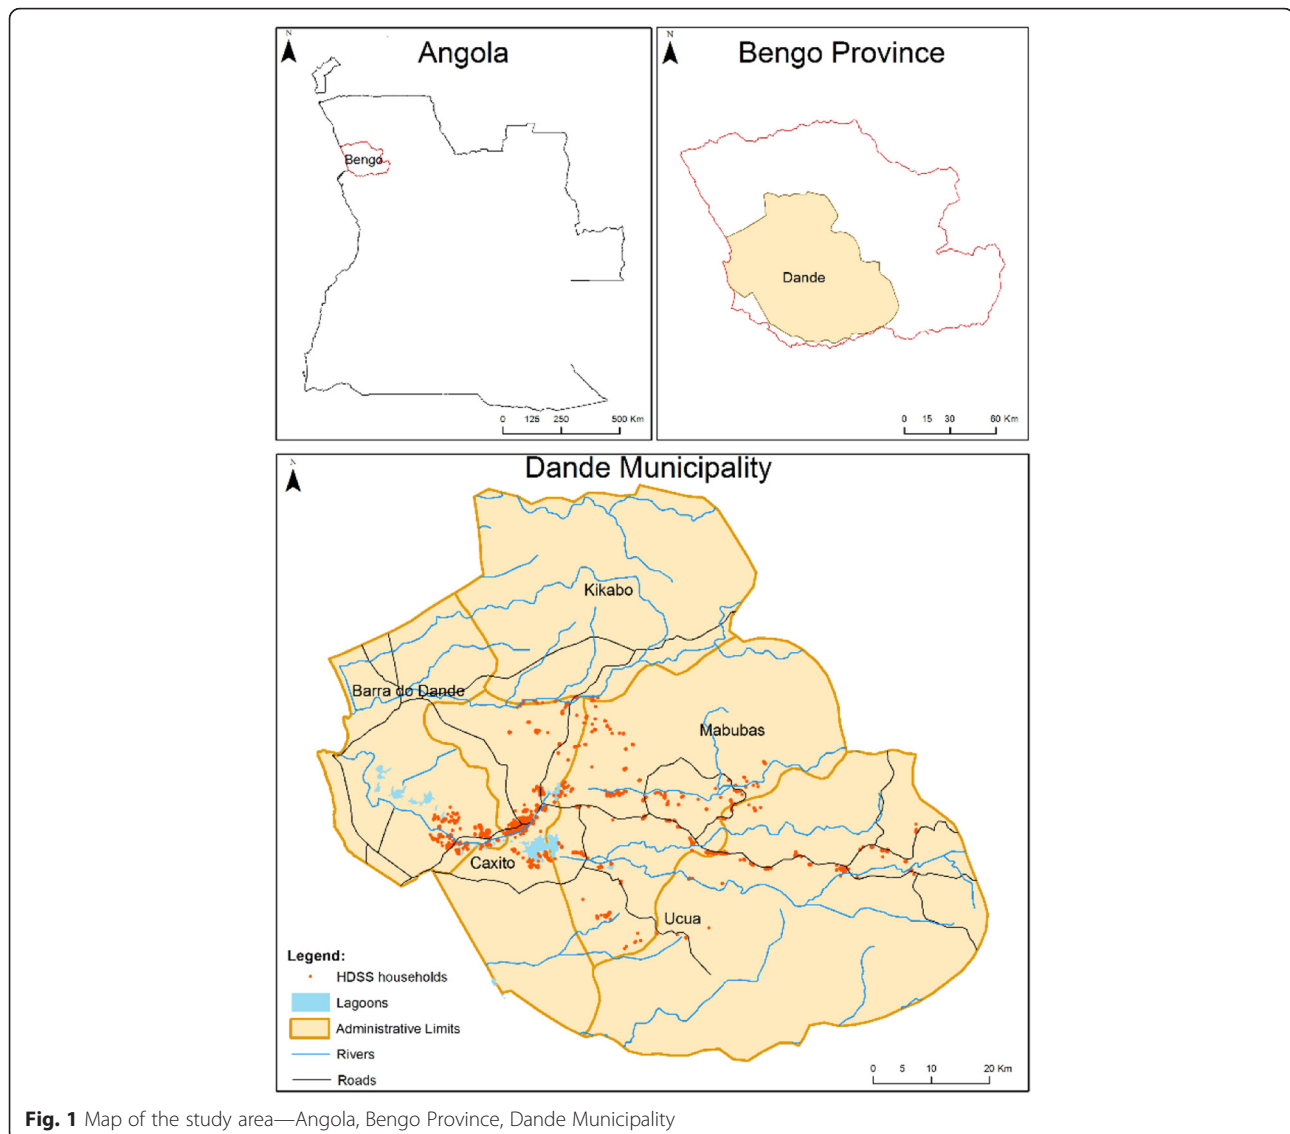 N
Angola
Bengo
0 125 250 500 Km
N
Bengo Province
Dande
0 15 30 60 Km
N
Dande Municipality
Kikabo
Barra do Dande
Mabubas
Caxito
Ucua
Legend:
HDSS households
Lagoons
Administrative Limits
Rivers
Roads
0 5 10 20 Km
Fig. 1 Map of the study area—Angola, Bengo Province, Dande Municipality